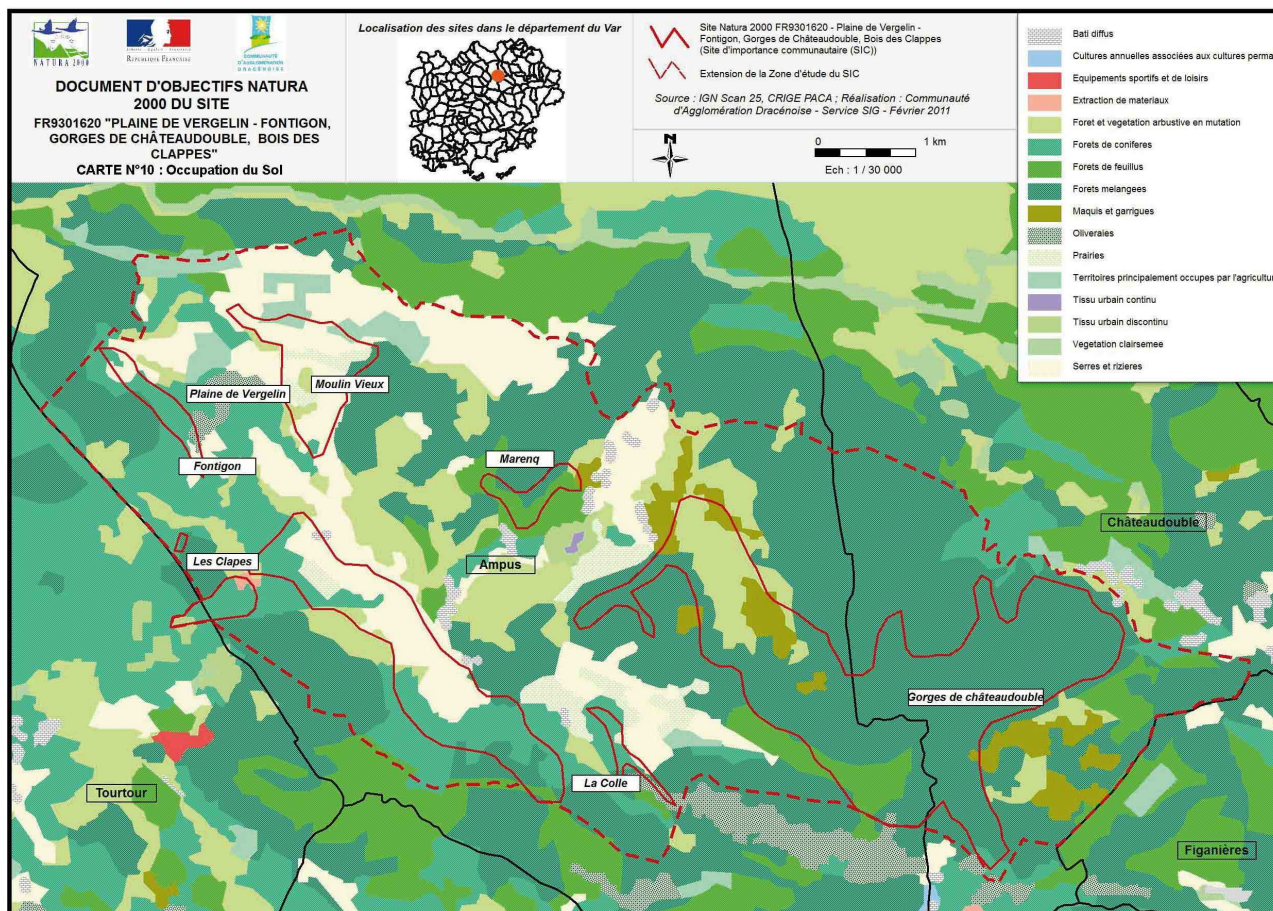 NATURA 2000
Liberté • Égalité • Fraternité
RÉPUBLIQUE FRANÇAISE
COMMUNAUTÉ
D'AGGLOMÉRATION
DRACÉNOISE
DOCUMENT D'OBJECTIFS NATURA
2000 DU SITE
FR9301620 "PLAINE DE VERGELIN - FONTIGON,
GORGES DE CHÂTEAUDOUBLE, BOIS DES
CLAPPES"
CARTE N°10 : Occupation du Sol
Localisation des sites dans le département du Var
Site Natura 2000 FR9301620 - Plaine de Vergelin -
Fontigon, Gorges de Châteaudouble, Bois des Clappes
(Site d'importance communautaire (SIC))
Extension de la Zone d'étude du SIC
Source : IGN Scan 25, CRIGE PACA ; Réalisation : Communauté
d'Agglomération Dracénoise - Service SIG - Février 2011
N
0 1 km
Ech : 1 / 30 000
Bati diffus
Cultures annuelles associées aux cultures perma
Equipements sportifs et de loisirs
Extraction de materiaux
Foret et vegetation arbustive en mutation
Forets de coniferes
Forets de feuillus
Forets melangees
Maquis et garrigues
Oliveraies
Prairies
Territoires principalement occupes par l'agricultur
Tissu urbain continu
Tissu urbain discontinu
Vegetation clairsemee
Serres et rizieres
Plaine de Vergelin
Moulin Vieux
Fontigon
Marenq
Châteaudouble
Les Clapes
Ampus
Gorges de châteaudouble
La Colle
Tourtour
Figanières